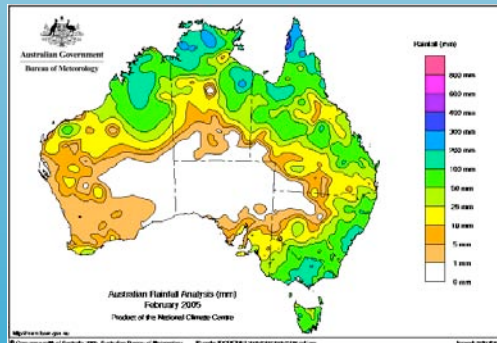 Australian Government
Bureau of Meteorology
Rainfall (mm)
800 mm
600 mm
400 mm
300 mm
200 mm
100 mm
50 mm
25 mm
10 mm
5 mm
1 mm
0 mm
Australian Rainfall Analysis (mm)
February 2005
Product of the National Climate Centre